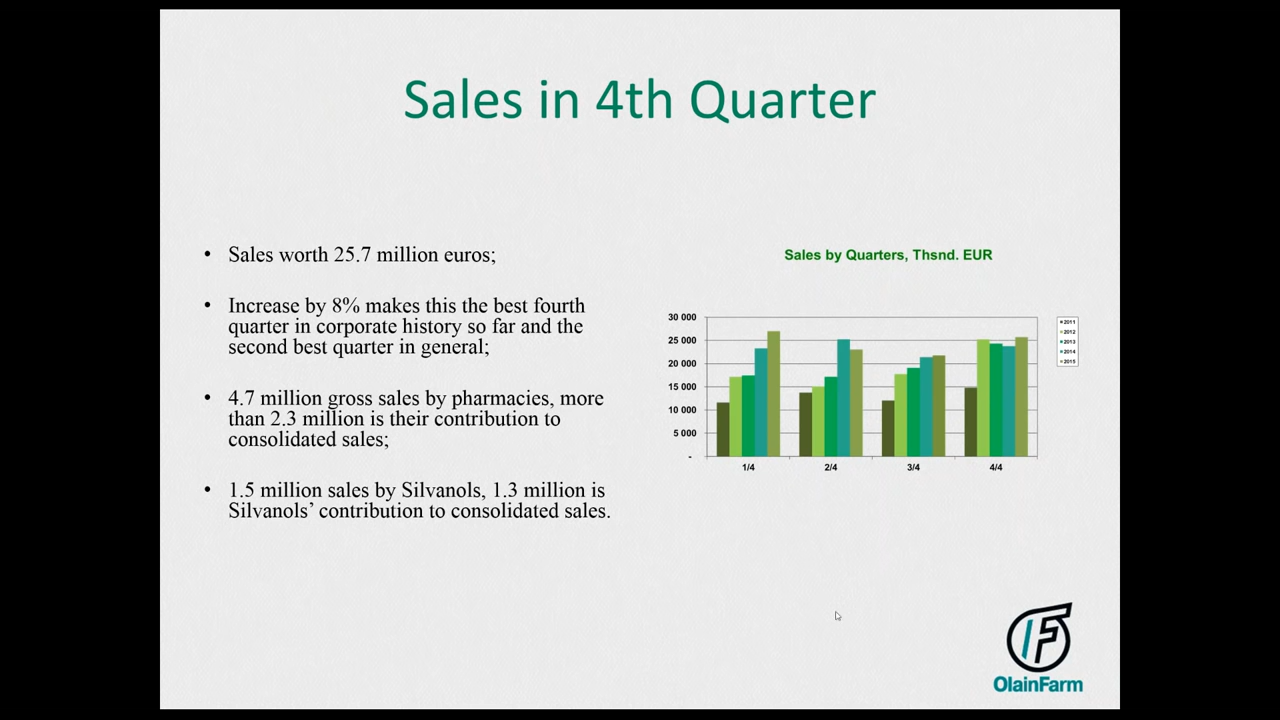 Sales in 4th Quarter
• Sales worth 25.7 million euros;
• Increase by 8% makes this the best fourth
quarter in corporate history so far and the
second best quarter in general;
• 4.7 million gross sales by pharmacies, more
than 2.3 million is their contribution to
consolidated sales;
• 1.5 million sales by Silvanols, 1.3 million is
Silvanols’ contribution to consolidated sales.
Sales by Quarters, Thsnd. EUR
30 000
25 000
20 000
15 000
10 000
5 000
-
1/4 2/4 3/4 4/4
2011
2012
2013
2014
2015
OlainFarm